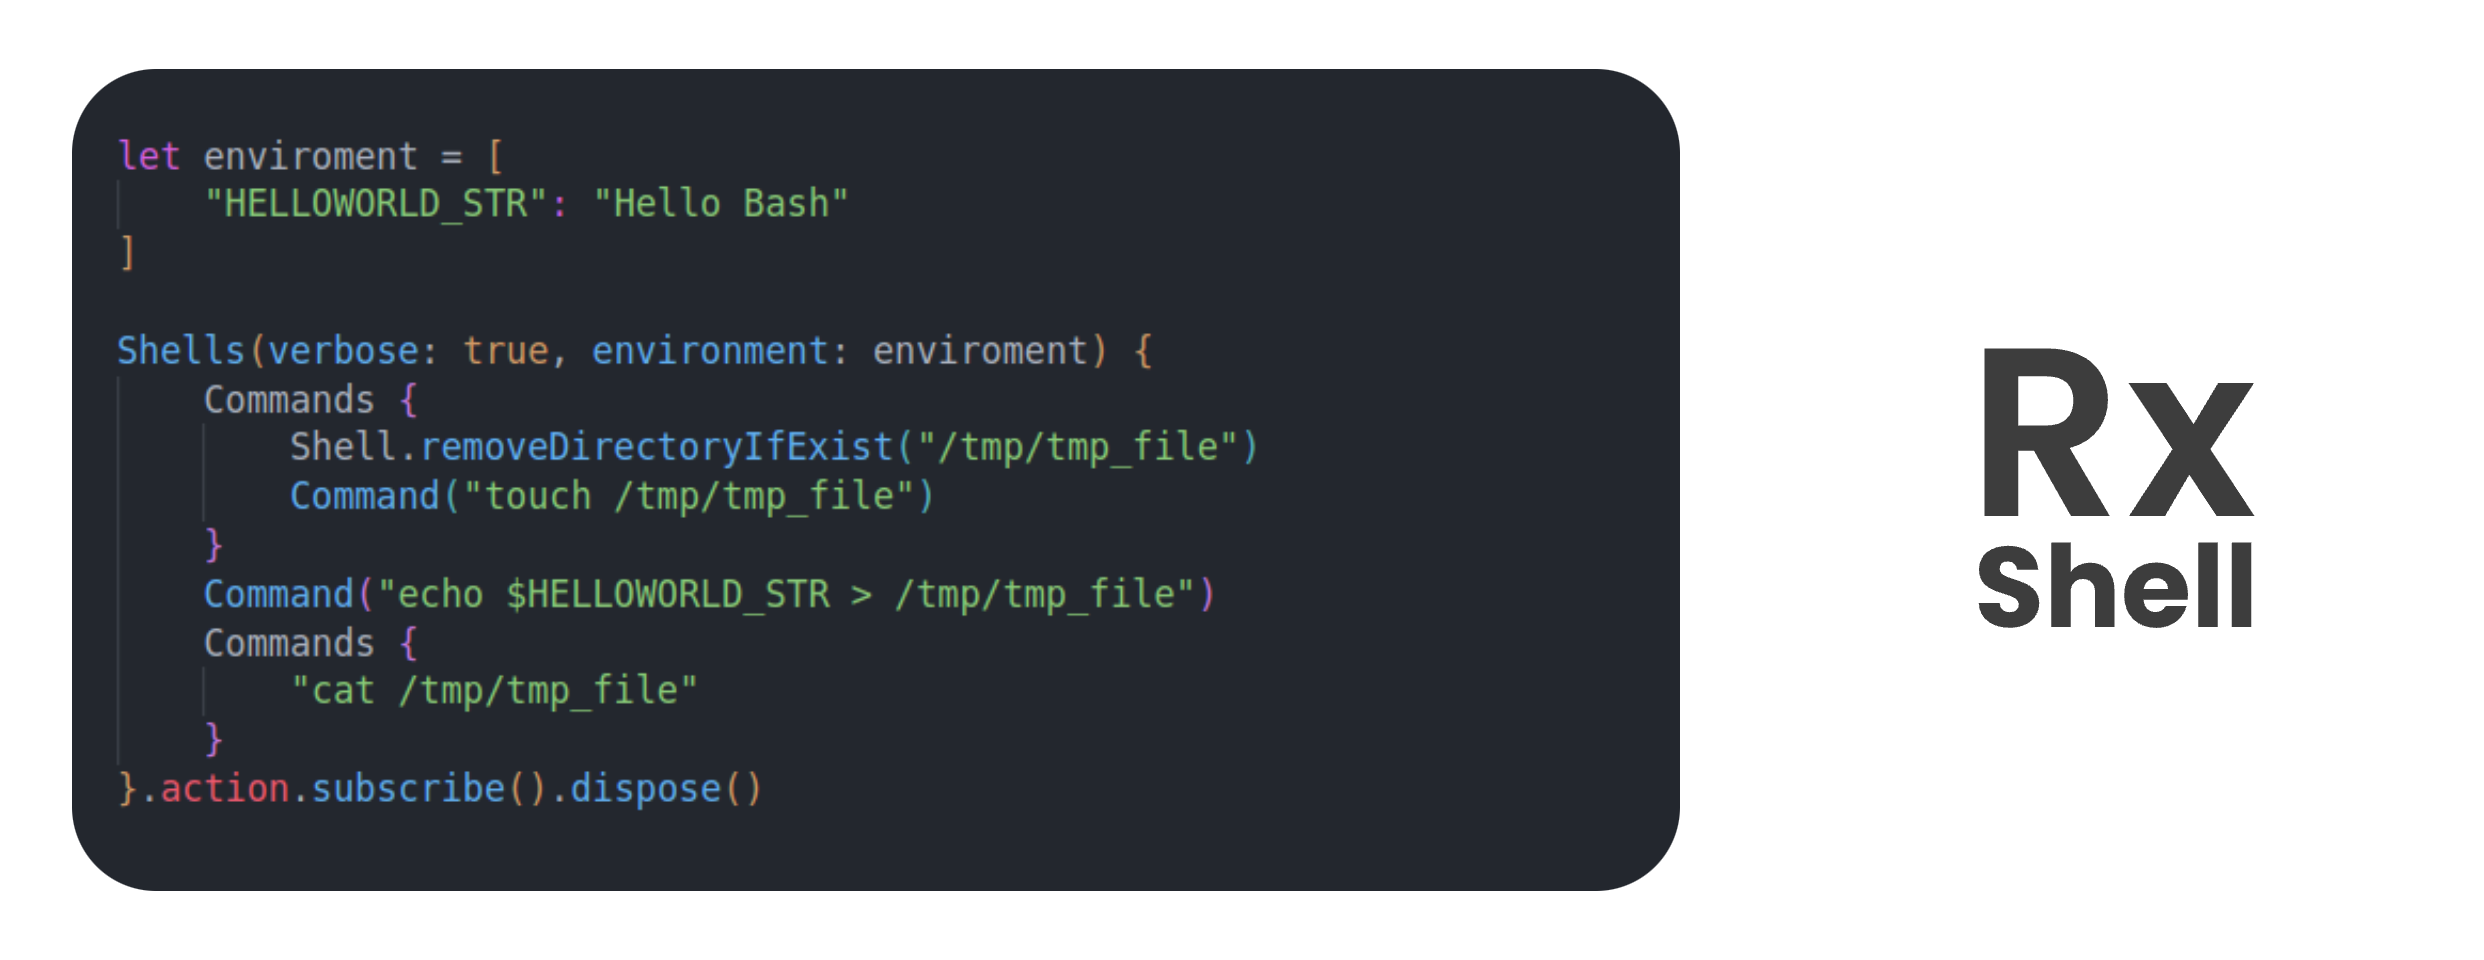 let enviroment = [
    "HELLOWORLD_STR": "Hello Bash"
]

Shells(verbose: true, environment: enviroment) {
    Commands {
        Shell.removeDirectoryIfExist("/tmp/tmp_file")
        Command("touch /tmp/tmp_file")
    }
    Command("echo $HELLOWORLD_STR > /tmp/tmp_file")
    Commands {
        "cat /tmp/tmp_file"
    }
}.action.subscribe().dispose()
Rx
Shell